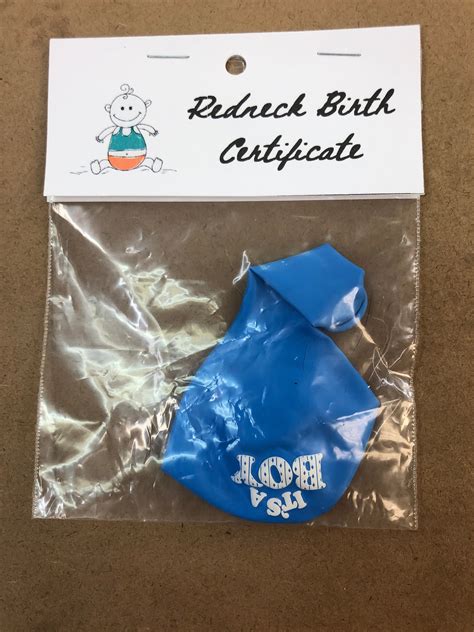 Redneck Birth
Certificate
IT'S A
BOY